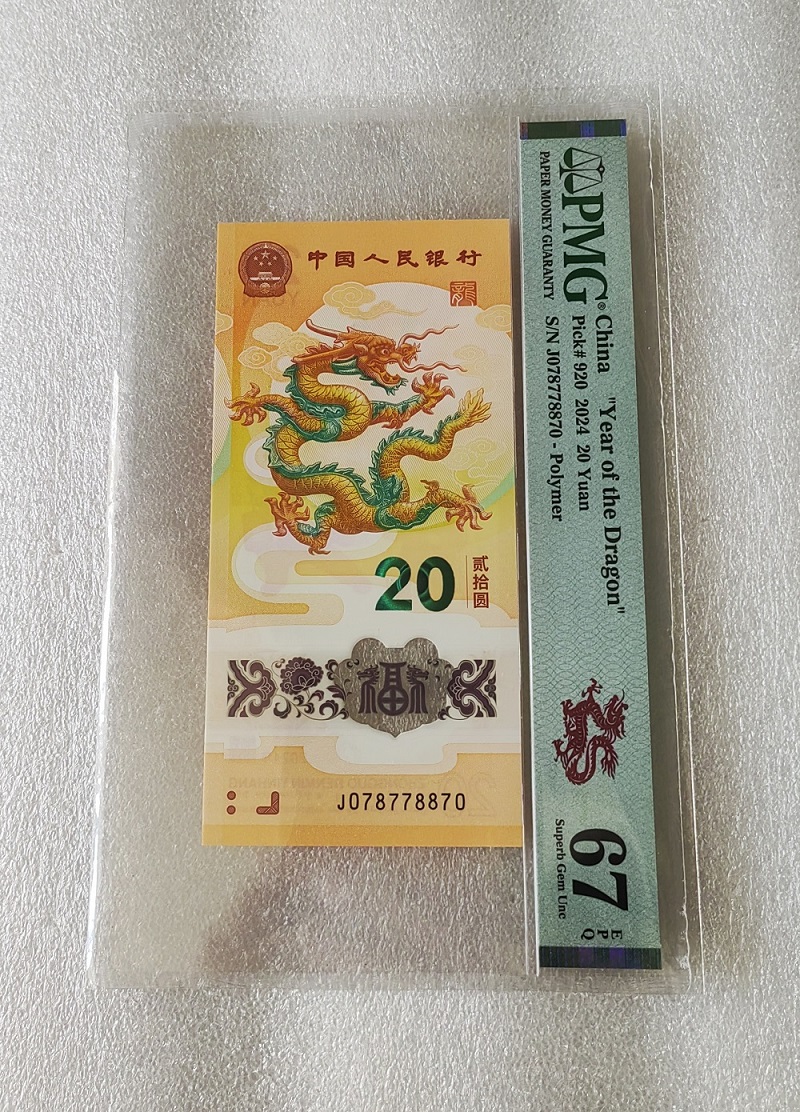 中国人民银行
龍
20
贰拾圆
福
J078778870
PMG®
PAPER MONEY GUARANTY
China "Year of the Dragon"
Pick# 920 2024 20 Yuan
S/N J078778870 - Polymer
67
EPQ
Superb Gem Unc